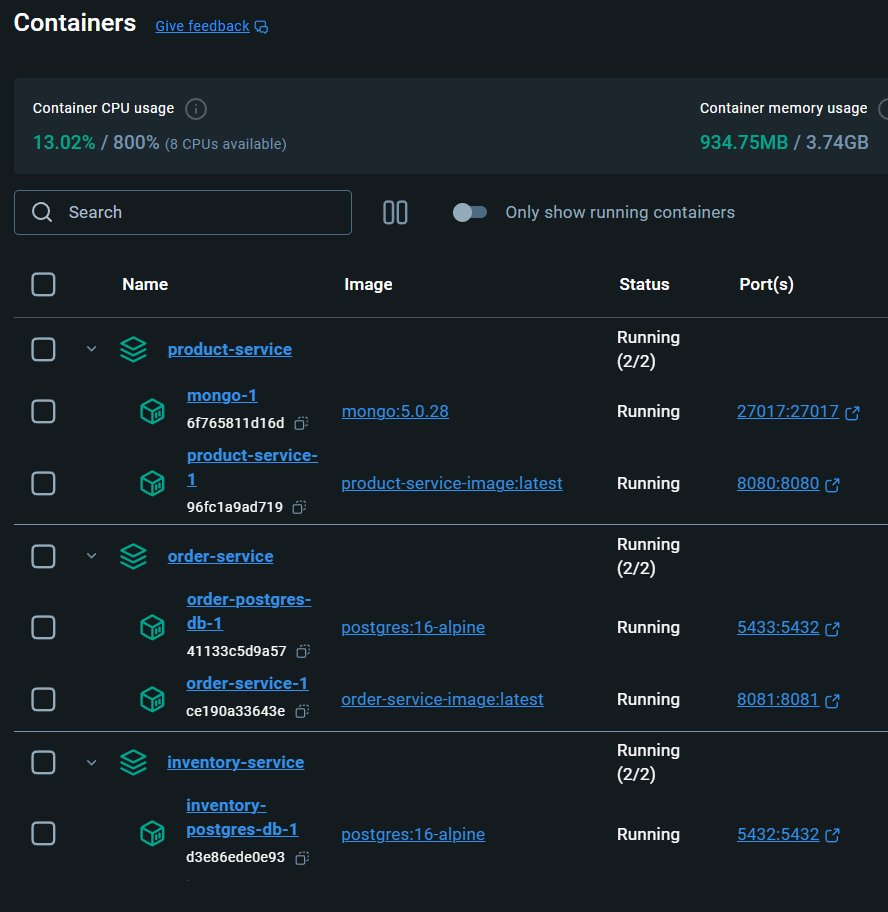 Containers Give feedback
Container CPU usage
Container memory usage
13.02% / 800% (8 CPUs available)
934.75MB / 3.74GB
Search
Only show running containers
Name Image Status Port(s)
product-service
Running
(2/2)
mongo-1
6f765811d16d
mongo:5.0.28
Running
27017:27017
product-service-
1
96fc1a9ad719
product-service-image:latest
Running
8080:8080
order-service
Running
(2/2)
order-postgres-
db-1
41133c5d9a57
postgres:16-alpine
Running
5433:5432
order-service-1
ce190a33643e
order-service-image:latest
Running
8081:8081
inventory-service
Running
(2/2)
inventory-
postgres-db-1
d3e86ede0e93
postgres:16-alpine
Running
5432:5432